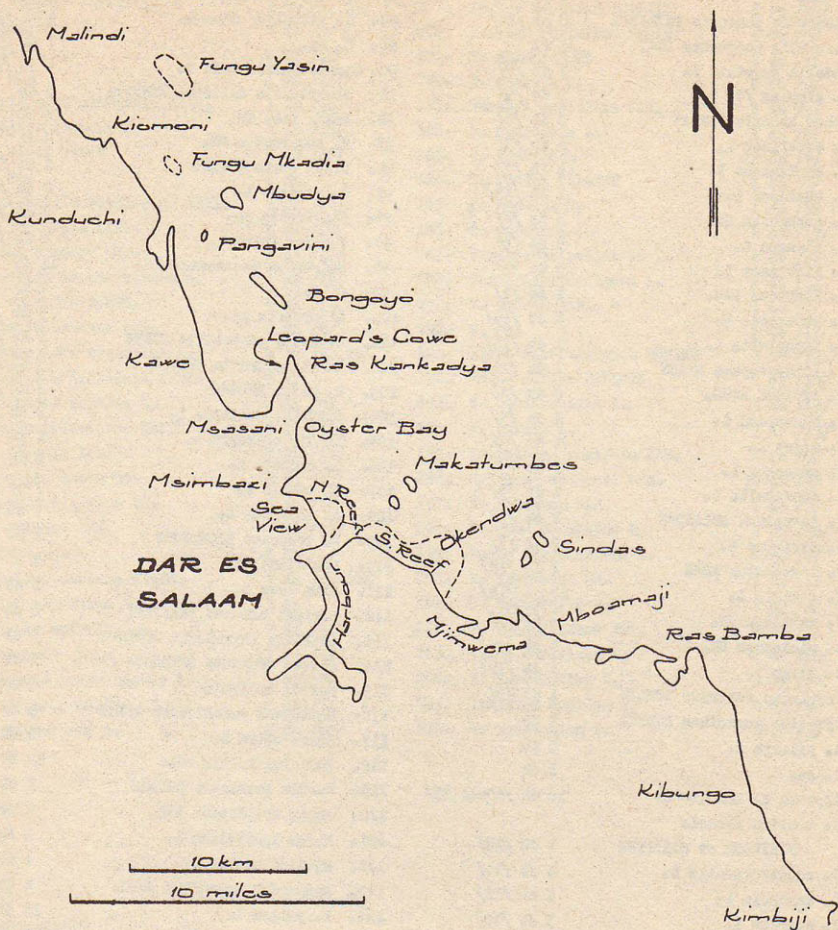 Malindi
Fungu Yasin
N
Kiomoni
Fungu Mkadia
Mbudya
Kunduchi
Pangavini
Bongoyo
Leopard's Cowe
Kawe
Ras Kankadya
Msasani
Oyster Bay
Makatumbes
Msimbazi
N Reef
Sea
View
Kendwa
S. Reef
Sindas
DAR ES
SALAAM
Harbour
Mboamaji
Mjimwema
Ras Bamba
Kibungo
10 km
10 miles
Kimbiji